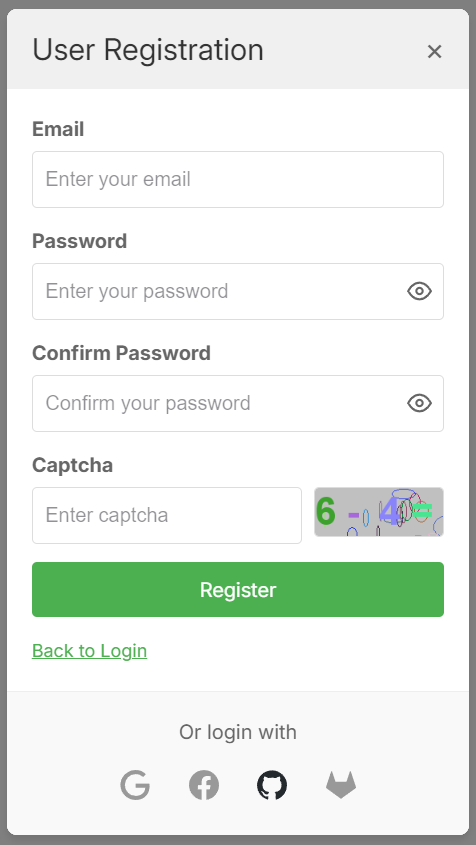 User Registration
Email
Enter your email
Password
Enter your password
Confirm Password
Confirm your password
Captcha
Enter captcha
6 - 4 =
Register
Back to Login
Or login with